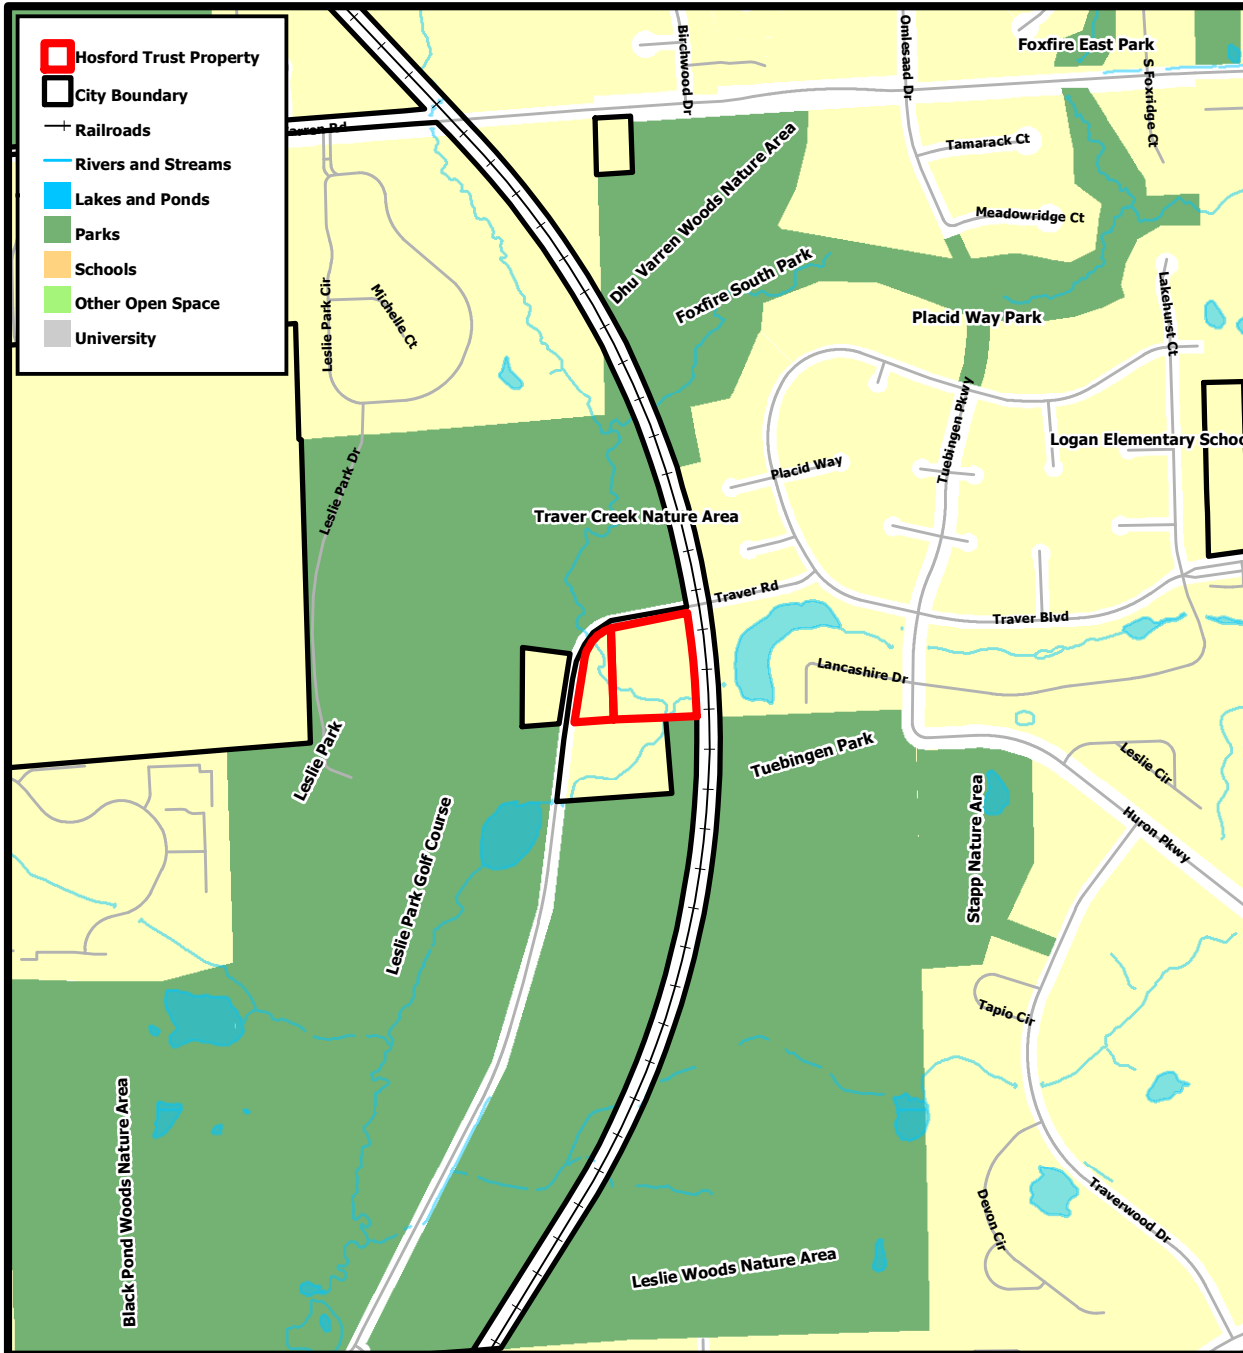 Hosford Trust Property
City Boundary
Railroads
Rivers and Streams
Lakes and Ponds
Parks
Schools
Other Open Space
University
Birchwood Dr
Omlesaad Dr
Foxfire East Park
S Foxridge Ct
Tamarack Ct
Meadowridge Ct
Dhu Varren Woods Nature Area
Foxfire South Park
Placid Way Park
Lakehurst Ct
Leslie Park Cir
Michelle Ct
Leslie Park Dr
Tuebingen Pkwy
Logan Elementary Schoo
Placid Way
Traver Creek Nature Area
Traver Rd
Traver Blvd
Lancashire Dr
Leslie Park
Tuebingen Park
Leslie Cir
Huron Pkwy
Leslie Park Golf Course
Stapp Nature Area
Tapio Cir
Black Pond Woods Nature Area
Devon Cir
Traverwood Dr
Leslie Woods Nature Area